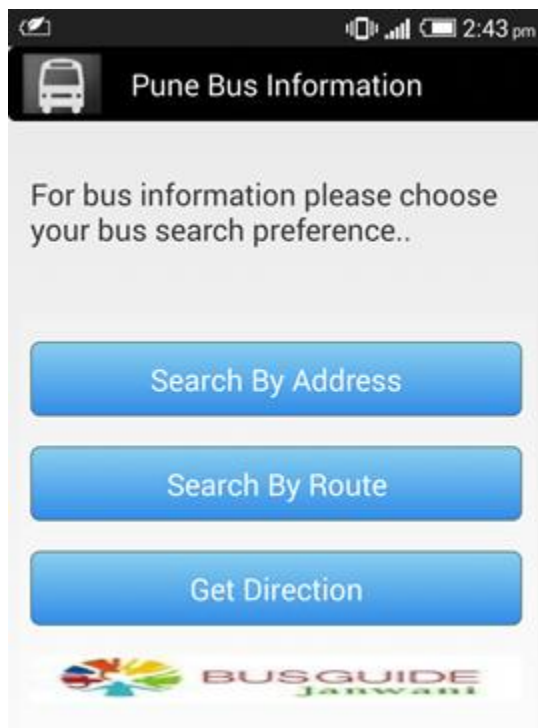 2:43 pm
Pune Bus Information
For bus information please choose
your bus search preference..
Search By Address
Search By Route
Get Direction
BUSGUIDE
Janwani